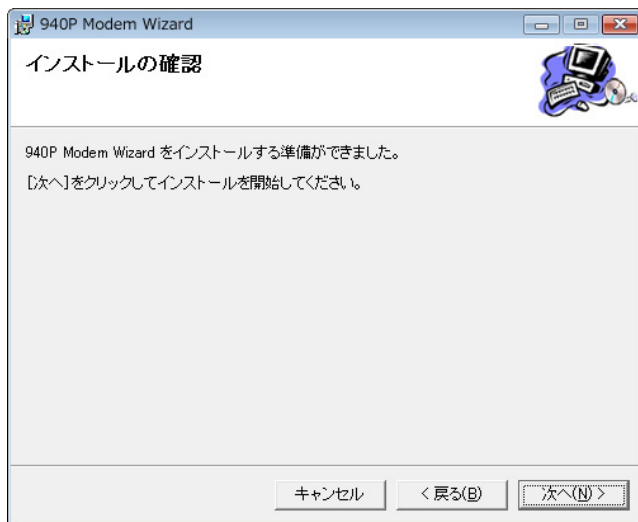 940P Modem Wizard
インストールの確認
940P Modem Wizard をインストールする準備ができました。
[次へ]をクリックしてインストールを開始してください。
キャンセル
< 戻る(B)
次へ(N) >